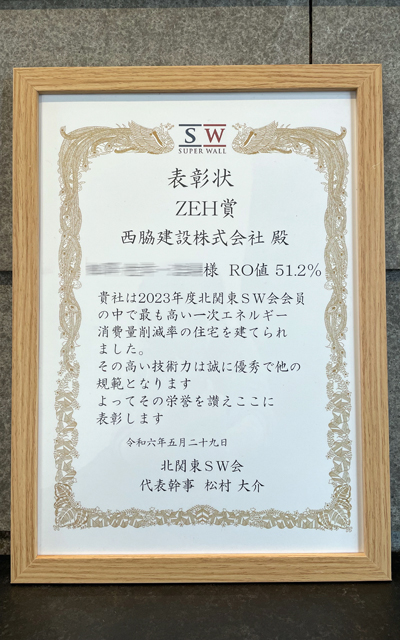 SW
SUPER WALL
表彰状
ZEH賞
西脇建設株式会社 殿
様 RO値 51.2%
貴社は2023年度北関東SW会会員
の中で最も高い一次エネルギー
消費量削減率の住宅を建てられ
ました。
その高い技術力は誠に優秀で他の
規範となります
よってその栄誉を讃えここに
表彰します
令和六年五月二十九日
北関東SW会
代表幹事 松村 大介